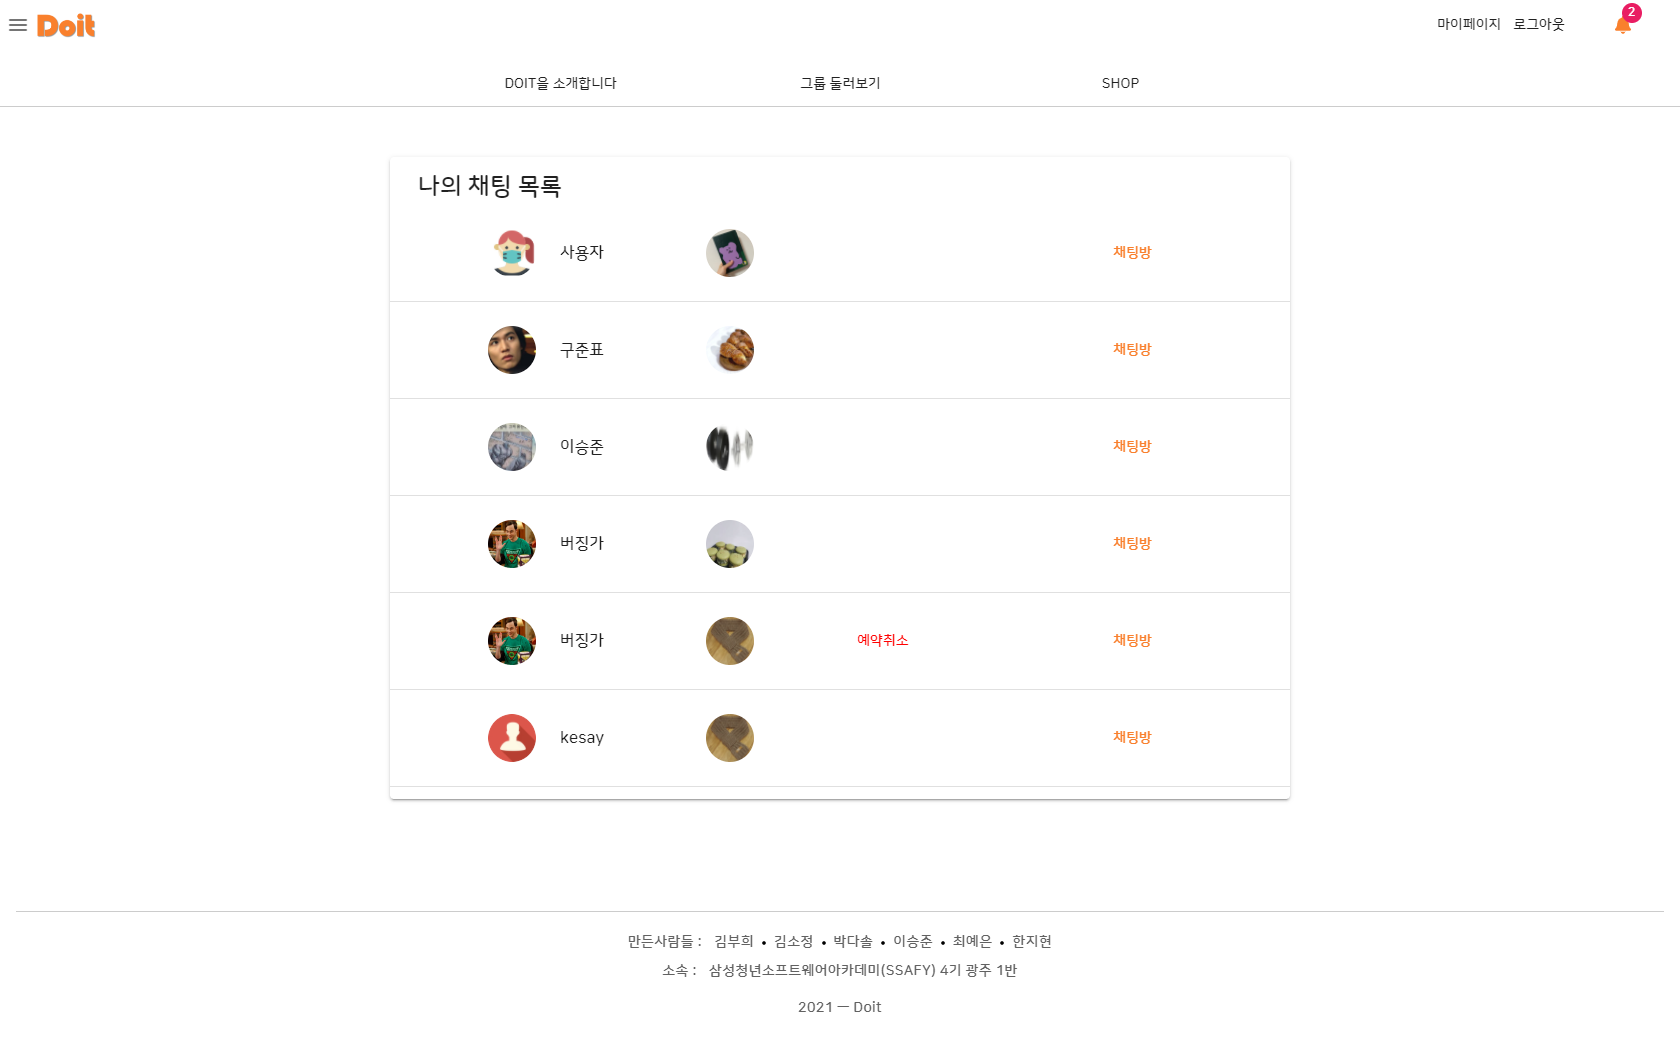 Doit
마이페이지 로그아웃 2
DOIT을 소개합니다 그룹 둘러보기 SHOP
나의 채팅 목록
사용자 채팅방
구준표 채팅방
이승준 채팅방
버징가 채팅방
버징가 예약취소 채팅방
kesay 채팅방
만든사람들 : 김부희 • 김소정 • 박다솔 • 이승준 • 최예은 • 한지현
소속 : 삼성청년소프트웨어아카데미(SSAFY) 4기 광주 1반
2021 — Doit